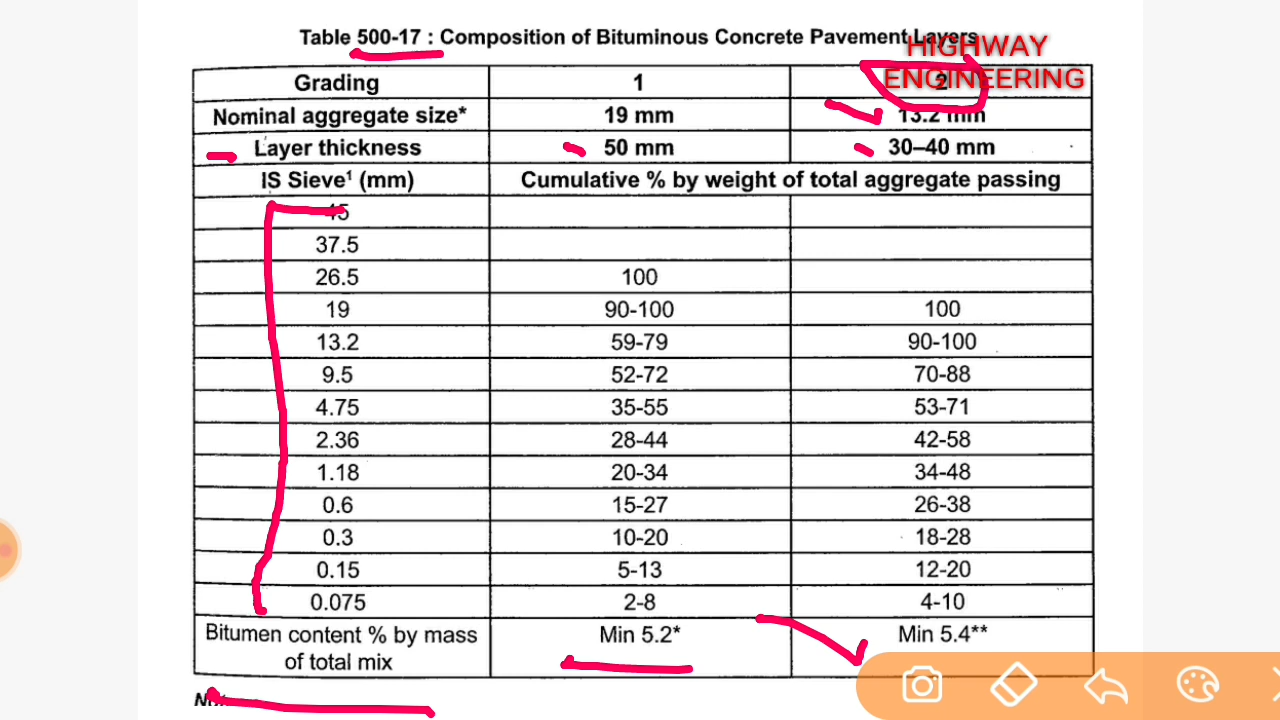 Table 500-17 : Composition of Bituminous Concrete Pavement Layers
HIGHWAY
ENGINEERING
Grading 1 2
Nominal aggregate size* 19 mm 13.2 mm
Layer thickness 50 mm 30–40 mm
IS Sieve¹ (mm) Cumulative % by weight of total aggregate passing
45
37.5
26.5 100
19 90-100 100
13.2 59-79 90-100
9.5 52-72 70-88
4.75 35-55 53-71
2.36 28-44 42-58
1.18 20-34 34-48
0.6 15-27 26-38
0.3 10-20 18-28
0.15 5-13 12-20
0.075 2-8 4-10
Bitumen content % by mass Min 5.2* Min 5.4**
of total mix